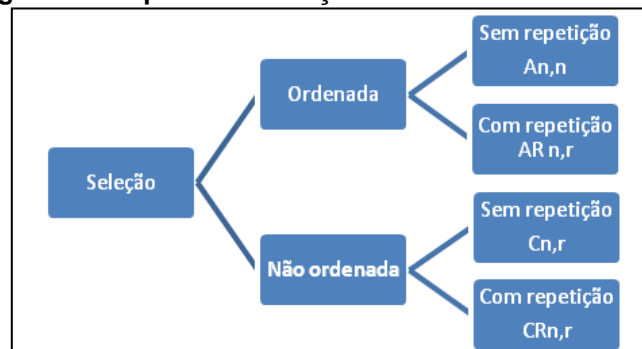 Sem repetição
An,n
Ordenada
Com repetição
AR n,r
Seleção
Sem repetição
Cn,r
Não ordenada
Com repetição
CRn,r